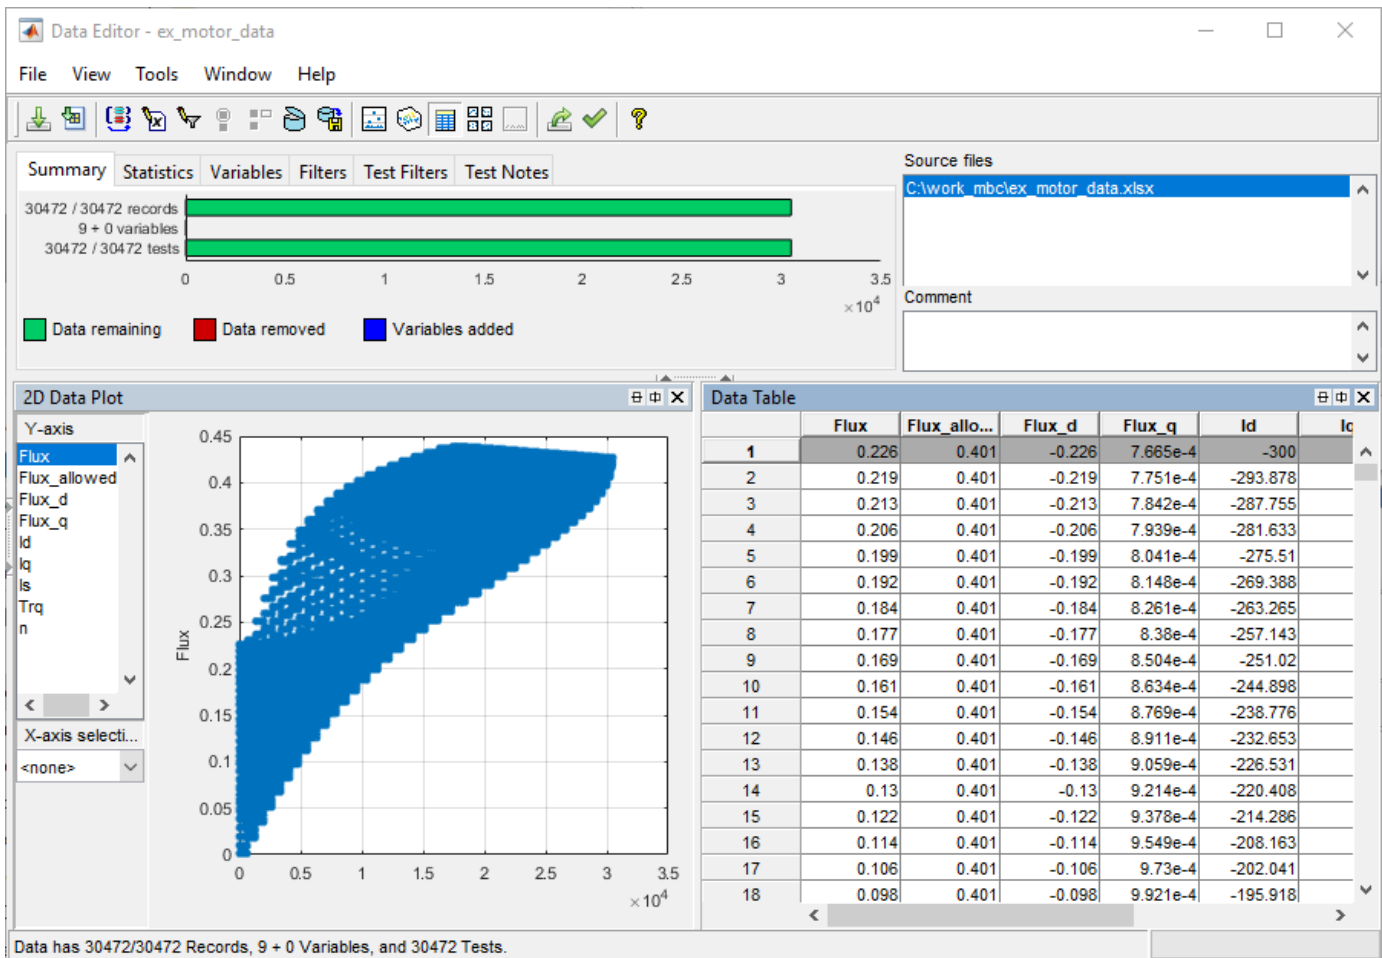 Data Editor - ex_motor_data
File View Tools Window Help
Summary Statistics Variables Filters Test Filters Test Notes
30472 / 30472 records
9 + 0 variables
30472 / 30472 tests
0 0.5 1 1.5 2 2.5 3 3.5
×10^4
Data remaining Data removed Variables added
Source files
C:\work_mbc\ex_motor_data.xlsx
Comment
2D Data Plot
Y-axis
Flux
Flux_allowed
Flux_d
Flux_q
Id
Iq
Is
Trq
n
X-axis selecti...
<none>
Flux
0.45
0.4
0.35
0.3
0.25
0.2
0.15
0.1
0.05
0
0 0.5 1 1.5 2 2.5 3 3.5
×10^4
Data Table
Flux Flux_allo... Flux_d Flux_q Id Iq
1 0.226 0.401 -0.226 7.665e-4 -300
2 0.219 0.401 -0.219 7.751e-4 -293.878
3 0.213 0.401 -0.213 7.842e-4 -287.755
4 0.206 0.401 -0.206 7.939e-4 -281.633
5 0.199 0.401 -0.199 8.041e-4 -275.51
6 0.192 0.401 -0.192 8.148e-4 -269.388
7 0.184 0.401 -0.184 8.261e-4 -263.265
8 0.177 0.401 -0.177 8.38e-4 -257.143
9 0.169 0.401 -0.169 8.504e-4 -251.02
10 0.161 0.401 -0.161 8.634e-4 -244.898
11 0.154 0.401 -0.154 8.769e-4 -238.776
12 0.146 0.401 -0.146 8.911e-4 -232.653
13 0.138 0.401 -0.138 9.059e-4 -226.531
14 0.13 0.401 -0.13 9.214e-4 -220.408
15 0.122 0.401 -0.122 9.378e-4 -214.286
16 0.114 0.401 -0.114 9.549e-4 -208.163
17 0.106 0.401 -0.106 9.73e-4 -202.041
18 0.098 0.401 -0.098 9.921e-4 -195.918
Data has 30472/30472 Records, 9 + 0 Variables, and 30472 Tests.